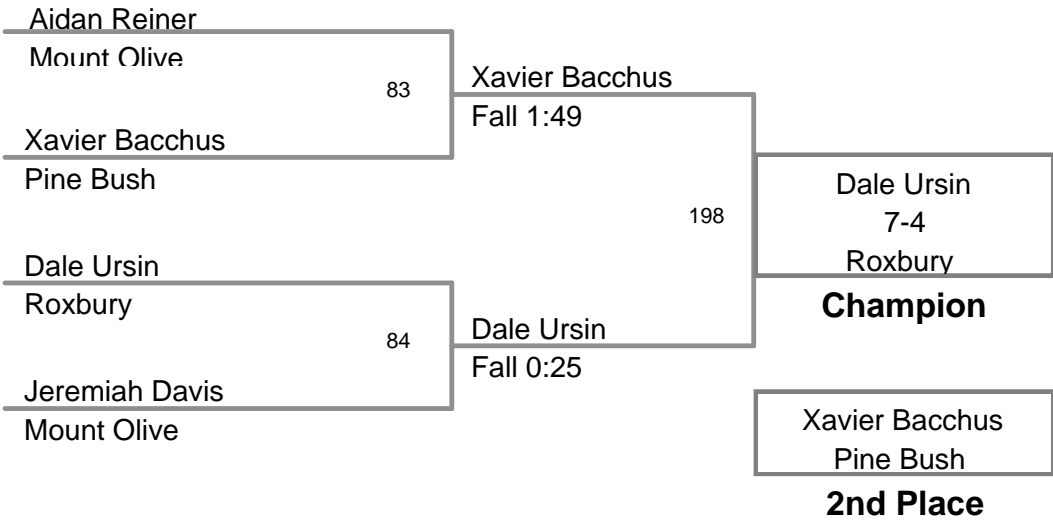 Aidan Reiner
Mount Olive
83
Xavier Bacchus
Fall 1:49
Xavier Bacchus
Pine Bush
198
Dale Ursin
7-4
Roxbury
Champion
Dale Ursin
Roxbury
84
Dale Ursin
Fall 0:25
Jeremiah Davis
Mount Olive
Xavier Bacchus
Pine Bush
2nd Place